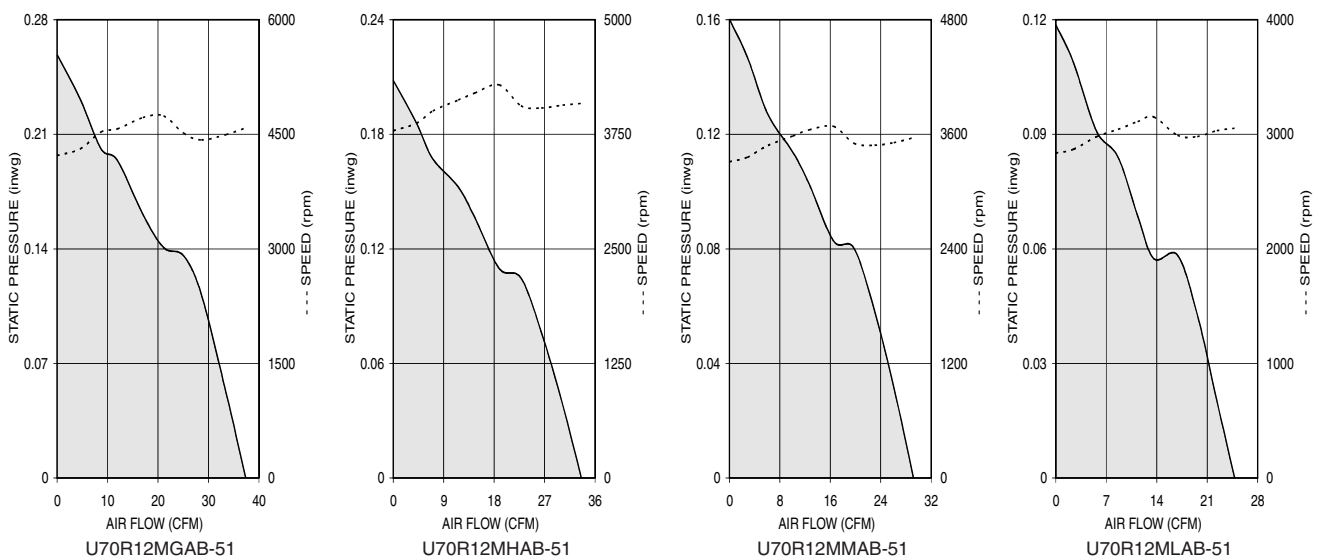 0.28
0.21
0.14
0.07
0
STATIC PRESSURE (inwg)
6000
4500
3000
1500
0
- - - SPEED (rpm)
0 10 20 30 40
AIR FLOW (CFM)
U70R12MGAB-51
0.24
0.18
0.12
0.06
0
STATIC PRESSURE (inwg)
5000
3750
2500
1250
0
- - - SPEED (rpm)
0 9 18 27 36
AIR FLOW (CFM)
U70R12MHAB-51
0.16
0.12
0.08
0.04
0
STATIC PRESSURE (inwg)
4800
3600
2400
1200
0
- - - SPEED (rpm)
0 8 16 24 32
AIR FLOW (CFM)
U70R12MMAB-51
0.12
0.09
0.06
0.03
0
STATIC PRESSURE (inwg)
4000
3000
2000
1000
0
- - - SPEED (rpm)
0 7 14 21 28
AIR FLOW (CFM)
U70R12MLAB-51